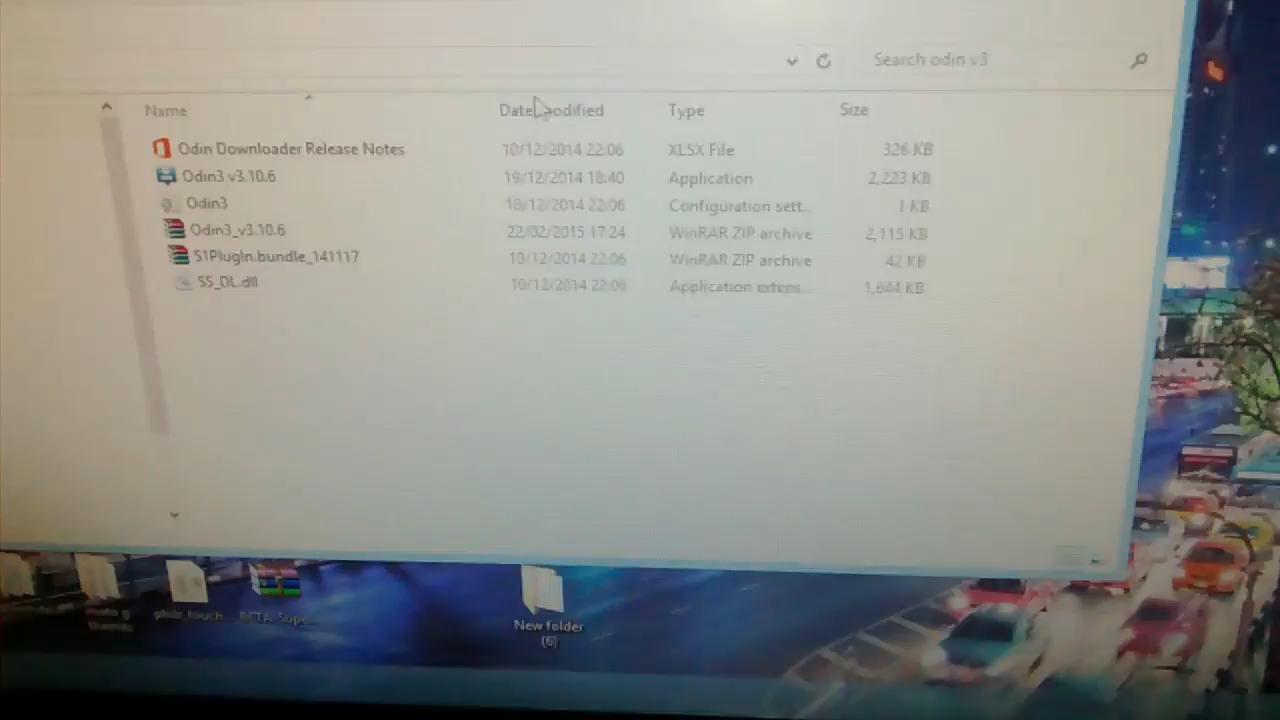 Search odin v3
Name Date modified Type Size
Odin Downloader Release Notes 10/12/2014 22:06 XLSX File 326 KB
Odin3 v3.10.6 19/12/2014 18:40 Application 2,223 KB
Odin3 18/12/2014 22:06 Configuration sett... 1 KB
Odin3_v3.10.6 22/02/2015 17:24 WinRAR ZIP archive 2,115 KB
S1PlugIn.bundle_141117 10/12/2014 22:06 WinRAR ZIP archive 42 KB
SS_DL.dll 10/12/2014 22:06 Application extens... 1,644 KB
touch... BETA-Supe...
New folder
(6)